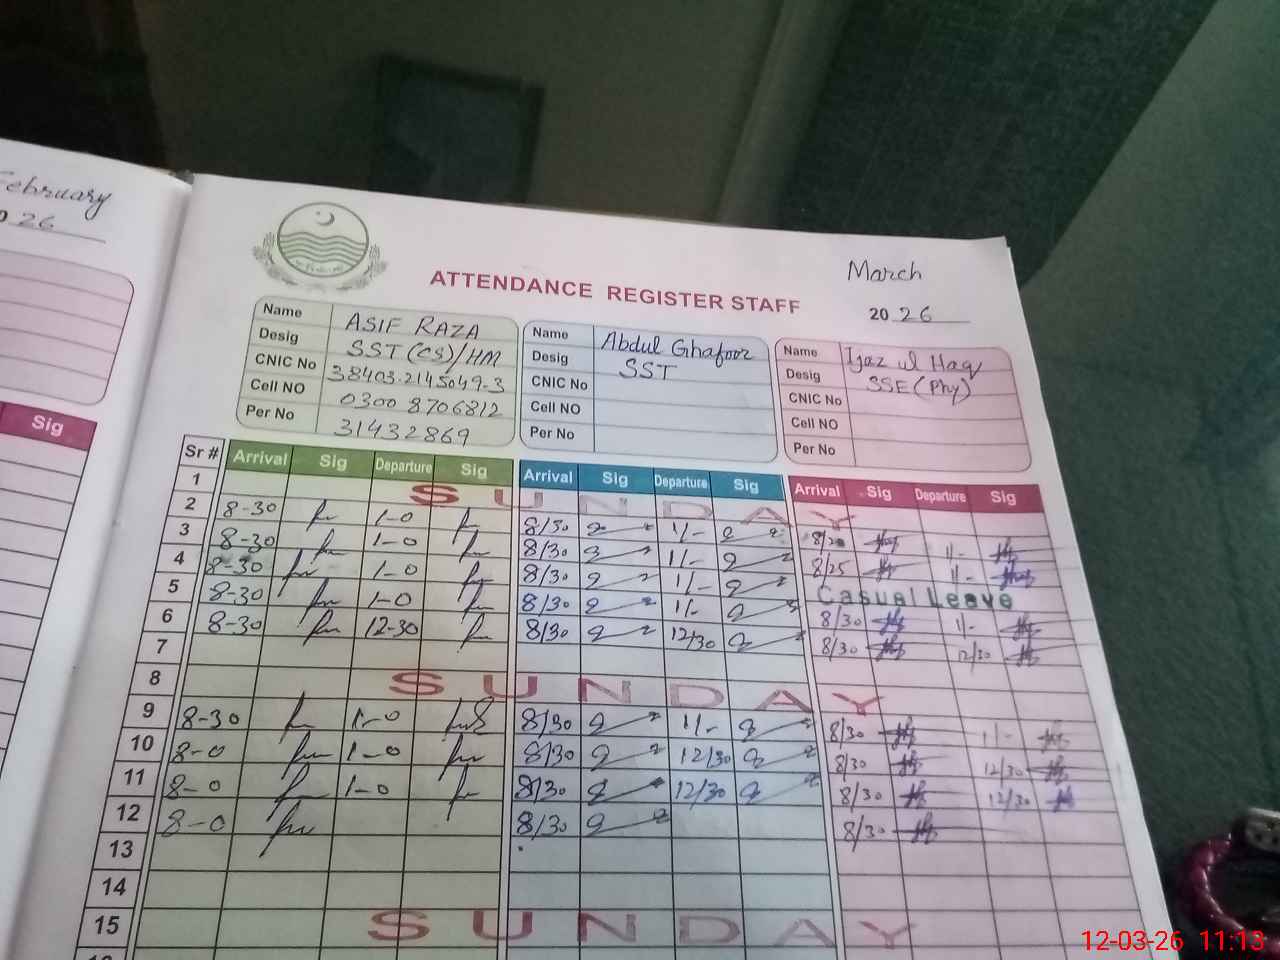 February
26
Sig
ATTENDANCE REGISTER STAFF
March
20 26
Name ASIF RAZA
Desig SST (CS)/HM
CNIC No 38403-2145049-3
Cell NO 0300 8706812
Per No 31432869
Name Abdul Ghafoor
Desig SST
CNIC No
Cell NO
Per No
Name Ijaz ul Haq
Desig SSE (Phy)
CNIC No
Cell NO
Per No
Sr # Arrival Sig Departure Sig Arrival Sig Departure Sig Arrival Sig Departure Sig
1 SUNDAY
2 8-30 1-0 8/30 1/-
3 8-30 1-0 8/30 1/- 1/-
4 8-30 1-0 8/30 1/- 8/25 1/-
5 8-30 1-0 8/30 1/- Casual Leave
6 8-30 12-30 8/30 12/30 8/30 1/-
7 8/30 12/30
8 SUNDAY
9 8-30 1-0 8/30 1/- 8/30 1/-
10 8-0 1-0 8/30 12/30 8/30 12/30
11 8-0 1-0 8/30 12/30 8/30 12/30
12 8-0 8/30 8/30
13
14
15 SUNDAY
12-03-26 11:13